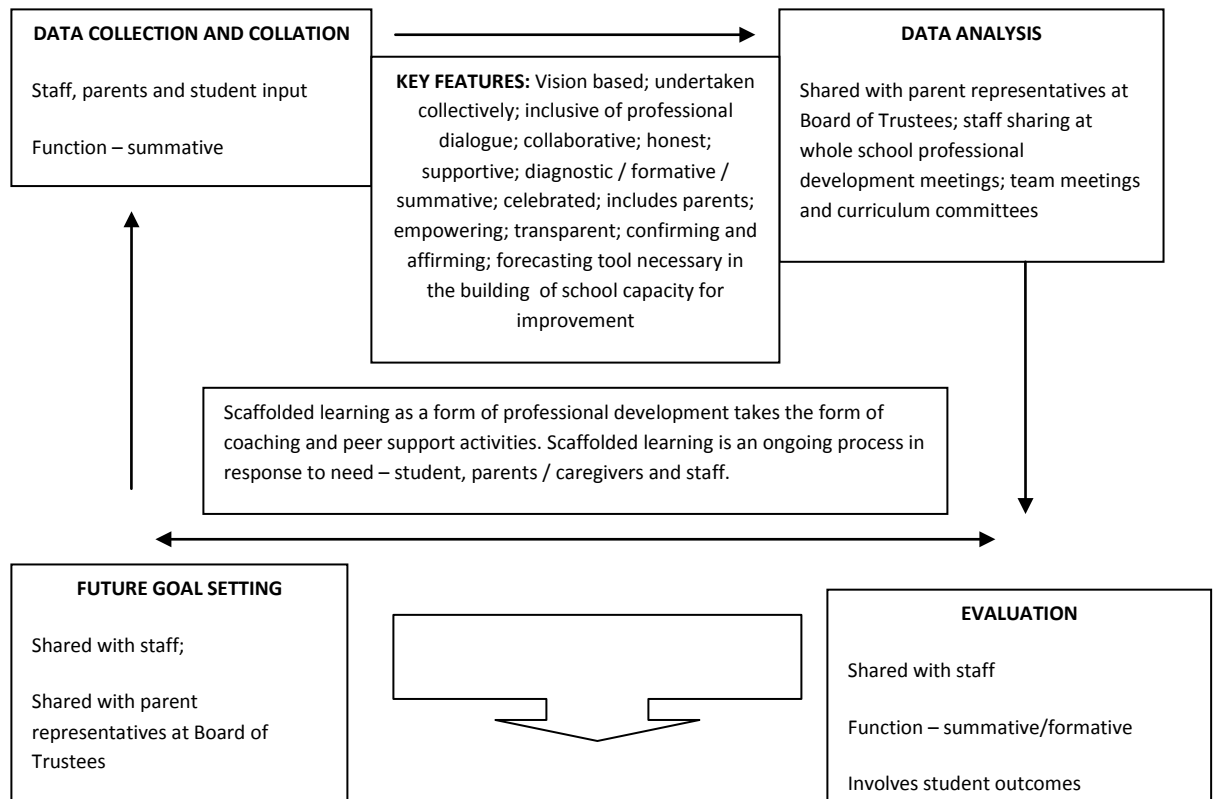 DATA COLLECTION AND COLLATION
Staff, parents and student input
Function – summative
KEY FEATURES: Vision based; undertaken
collectively; inclusive of professional
dialogue; collaborative; honest;
supportive; diagnostic / formative /
summative; celebrated; includes parents;
empowering; transparent; confirming and
affirming; forecasting tool necessary in
the building of school capacity for
improvement
DATA ANALYSIS
Shared with parent representatives at
Board of Trustees; staff sharing at
whole school professional
development meetings; team meetings
and curriculum committees
Scaffolded learning as a form of professional development takes the form of
coaching and peer support activities. Scaffolded learning is an ongoing process in
response to need – student, parents / caregivers and staff.
FUTURE GOAL SETTING
Shared with staff;
Shared with parent
representatives at Board of
Trustees
EVALUATION
Shared with staff
Function – summative/formative
Involves student outcomes